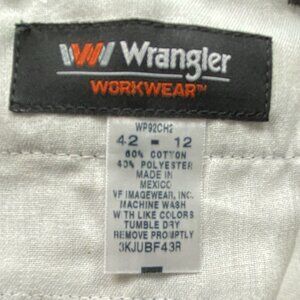 Wrangler
WORKWEAR™
WP92CH2
42 - 12
60% COTTON
40% POLYESTER
MADE IN
MEXICO
VF IMAGEWEAR, INC.
MACHINE WASH
WITH LIKE COLORS
TUMBLE DRY
REMOVE PROMPTLY
3KJUBF43R